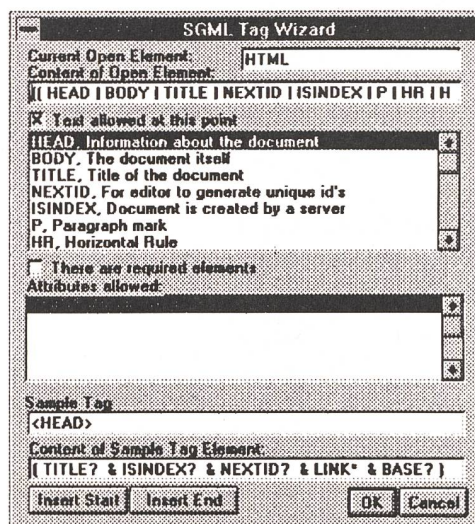 SGML Tag Wizard
Current Open Element: HTML
Content of Open Element:
(( HEAD | BODY | TITLE | NEXTID | ISINDEX | P | HR | H
Text allowed at this point
HEAD, Information about the document
BODY, The document itself
TITLE, Title of the document
NEXTID, For editor to generate unique id's
ISINDEX, Document is created by a server
P, Paragraph mark
HR, Horizontal Rule
There are required elements
Attributes allowed:
Sample Tag
<HEAD>
Content of Sample Tag Element:
( TITLE? & ISINDEX? & NEXTID? & LINK* & BASE? )
Insert Start Insert End OK Cancel